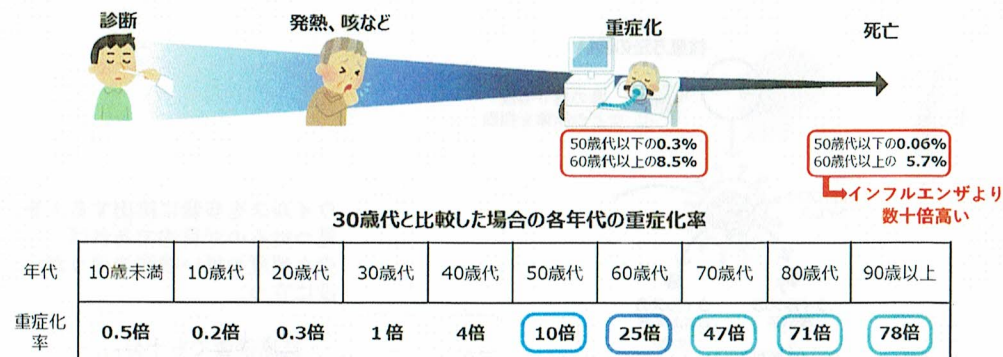 診断
発熱、咳など
重症化
死亡
50歳代以下の0.3%
60歳代以上の8.5%
50歳代以下の0.06%
60歳代以上の 5.7%
インフルエンザより
数十倍高い
30歳代と比較した場合の各年代の重症化率
年代 10歳未満 10歳代 20歳代 30歳代 40歳代 50歳代 60歳代 70歳代 80歳代 90歳以上
重症化率 0.5倍 0.2倍 0.3倍 1倍 4倍 10倍 25倍 47倍 71倍 78倍